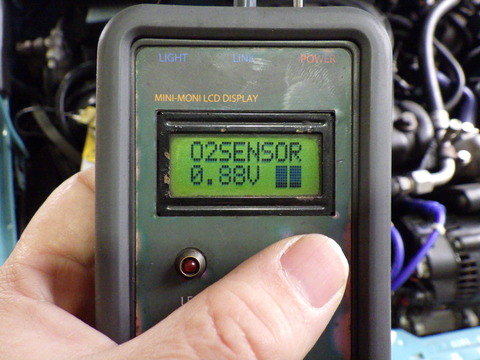 LIGHT LINK POWER
MINI-MONI LCD DISPLAY
O2SENSOR
0.88V